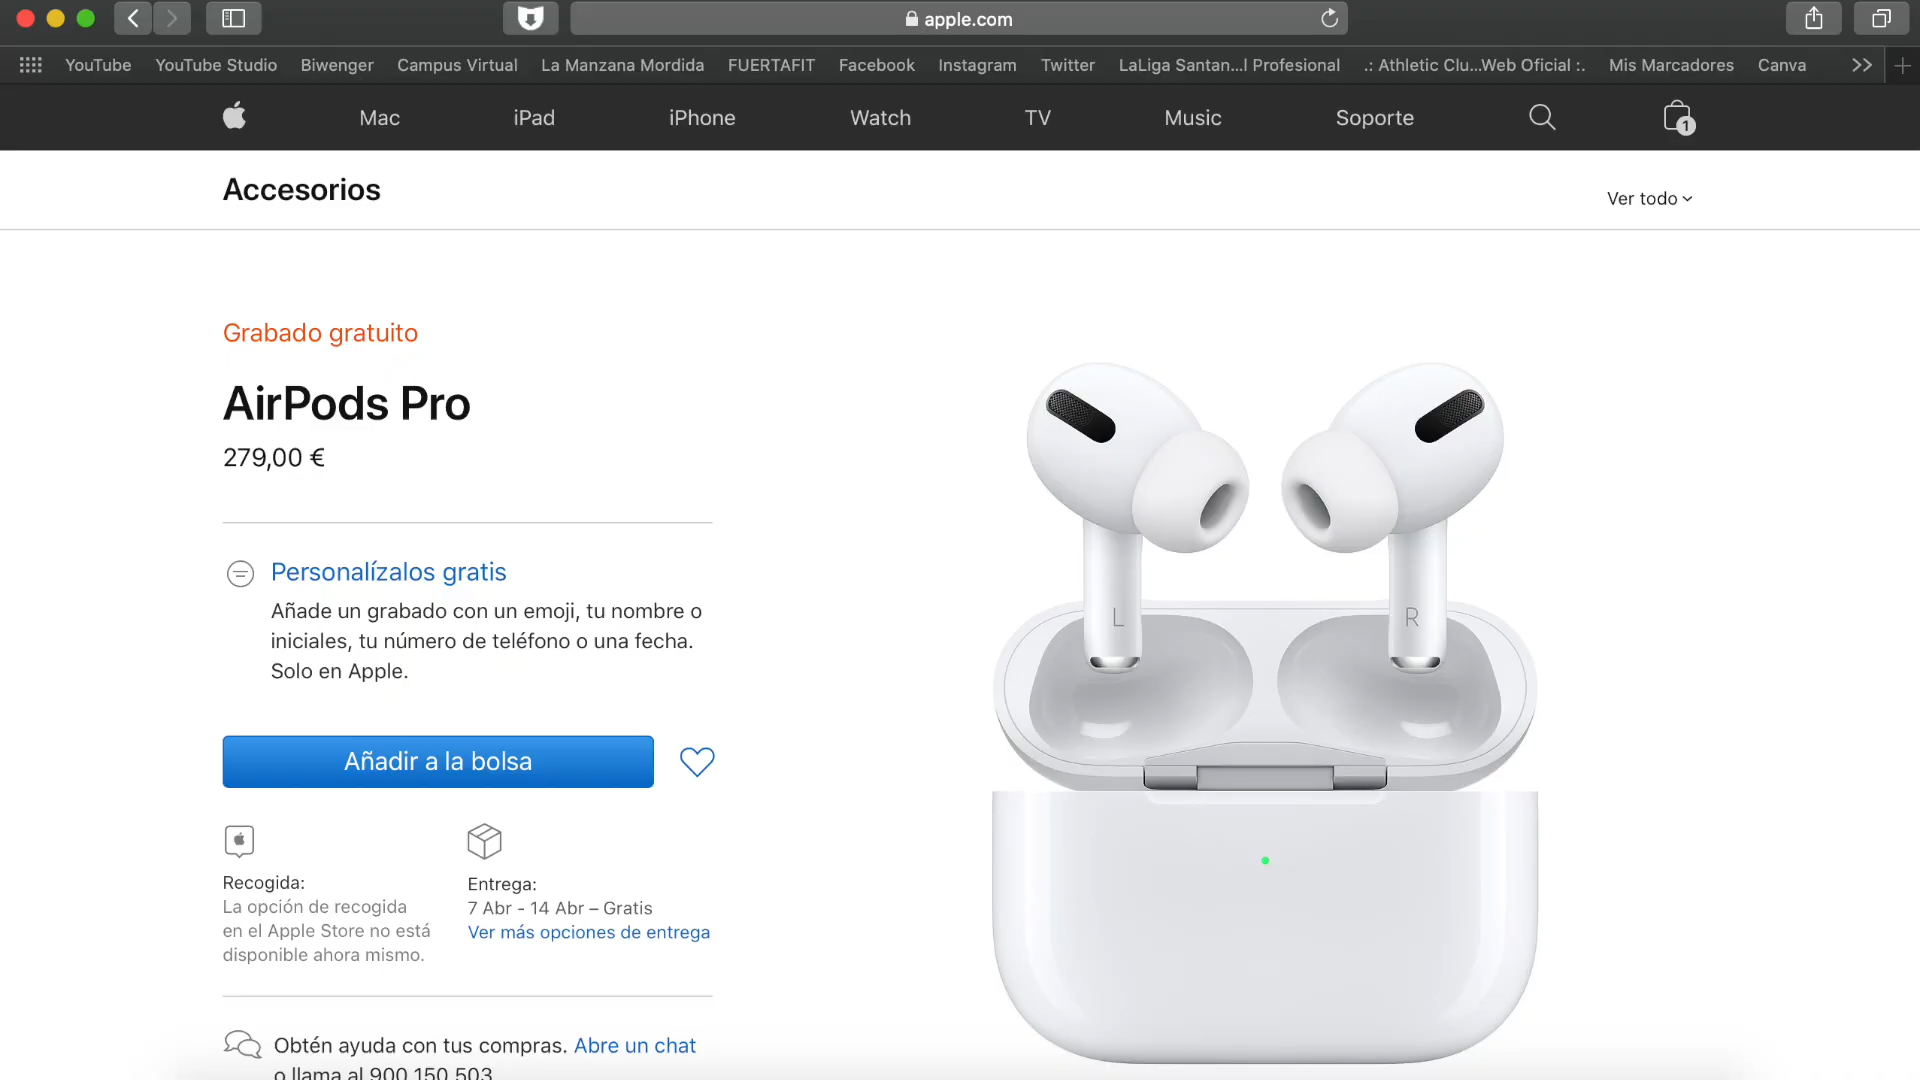 apple.com
YouTube YouTube Studio Biwenger Campus Virtual La Manzana Mordida FUERTAFIT Facebook Instagram Twitter LaLiga Santan...l Profesional .: Athletic Clu...Web Oficial :. Mis Marcadores Canva
Mac iPad iPhone Watch TV Music Soporte 1
Accesorios
Ver todo
Grabado gratuito
AirPods Pro
279,00 €
Personalízalos gratis
Añade un grabado con un emoji, tu nombre o
iniciales, tu número de teléfono o una fecha.
Solo en Apple.
L R
Añadir a la bolsa
Recogida:
La opción de recogida
en el Apple Store no está
disponible ahora mismo.
Entrega:
7 Abr - 14 Abr – Gratis
Ver más opciones de entrega
Obtén ayuda con tus compras. Abre un chat
o llama al 900 150 503